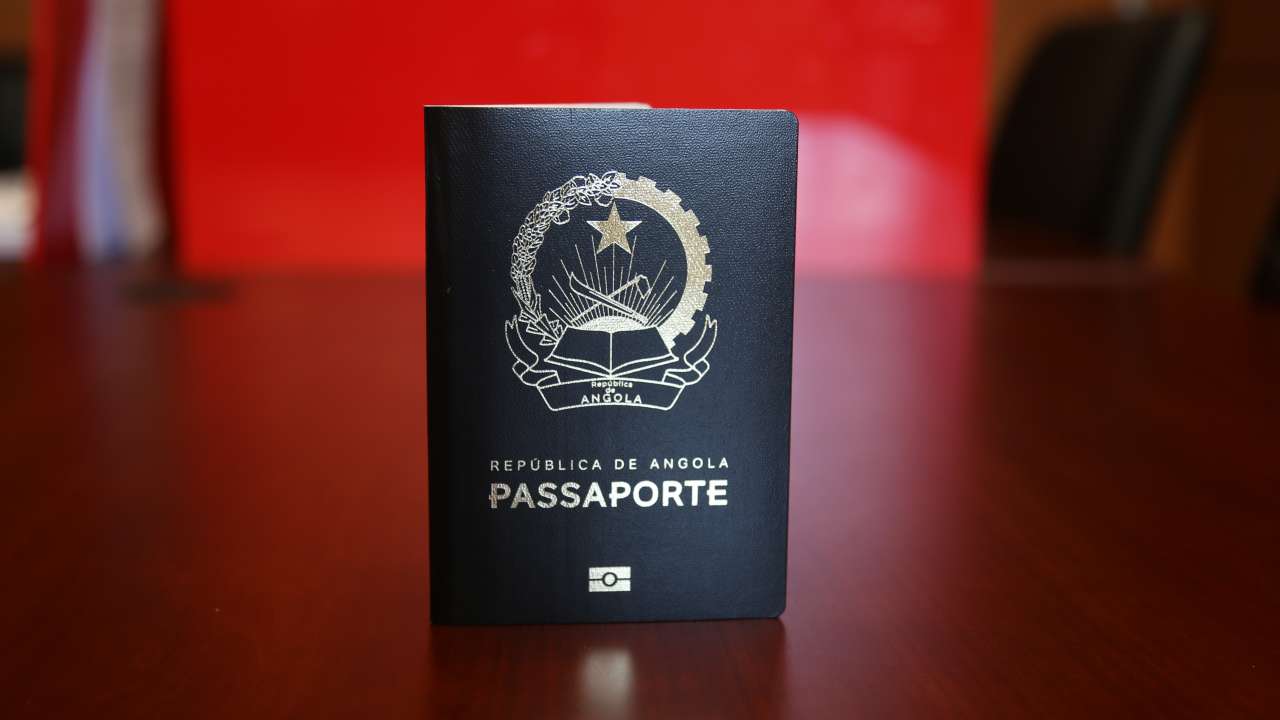 República
de
ANGOLA
REPÚBLICA DE ANGOLA
PASSAPORTE